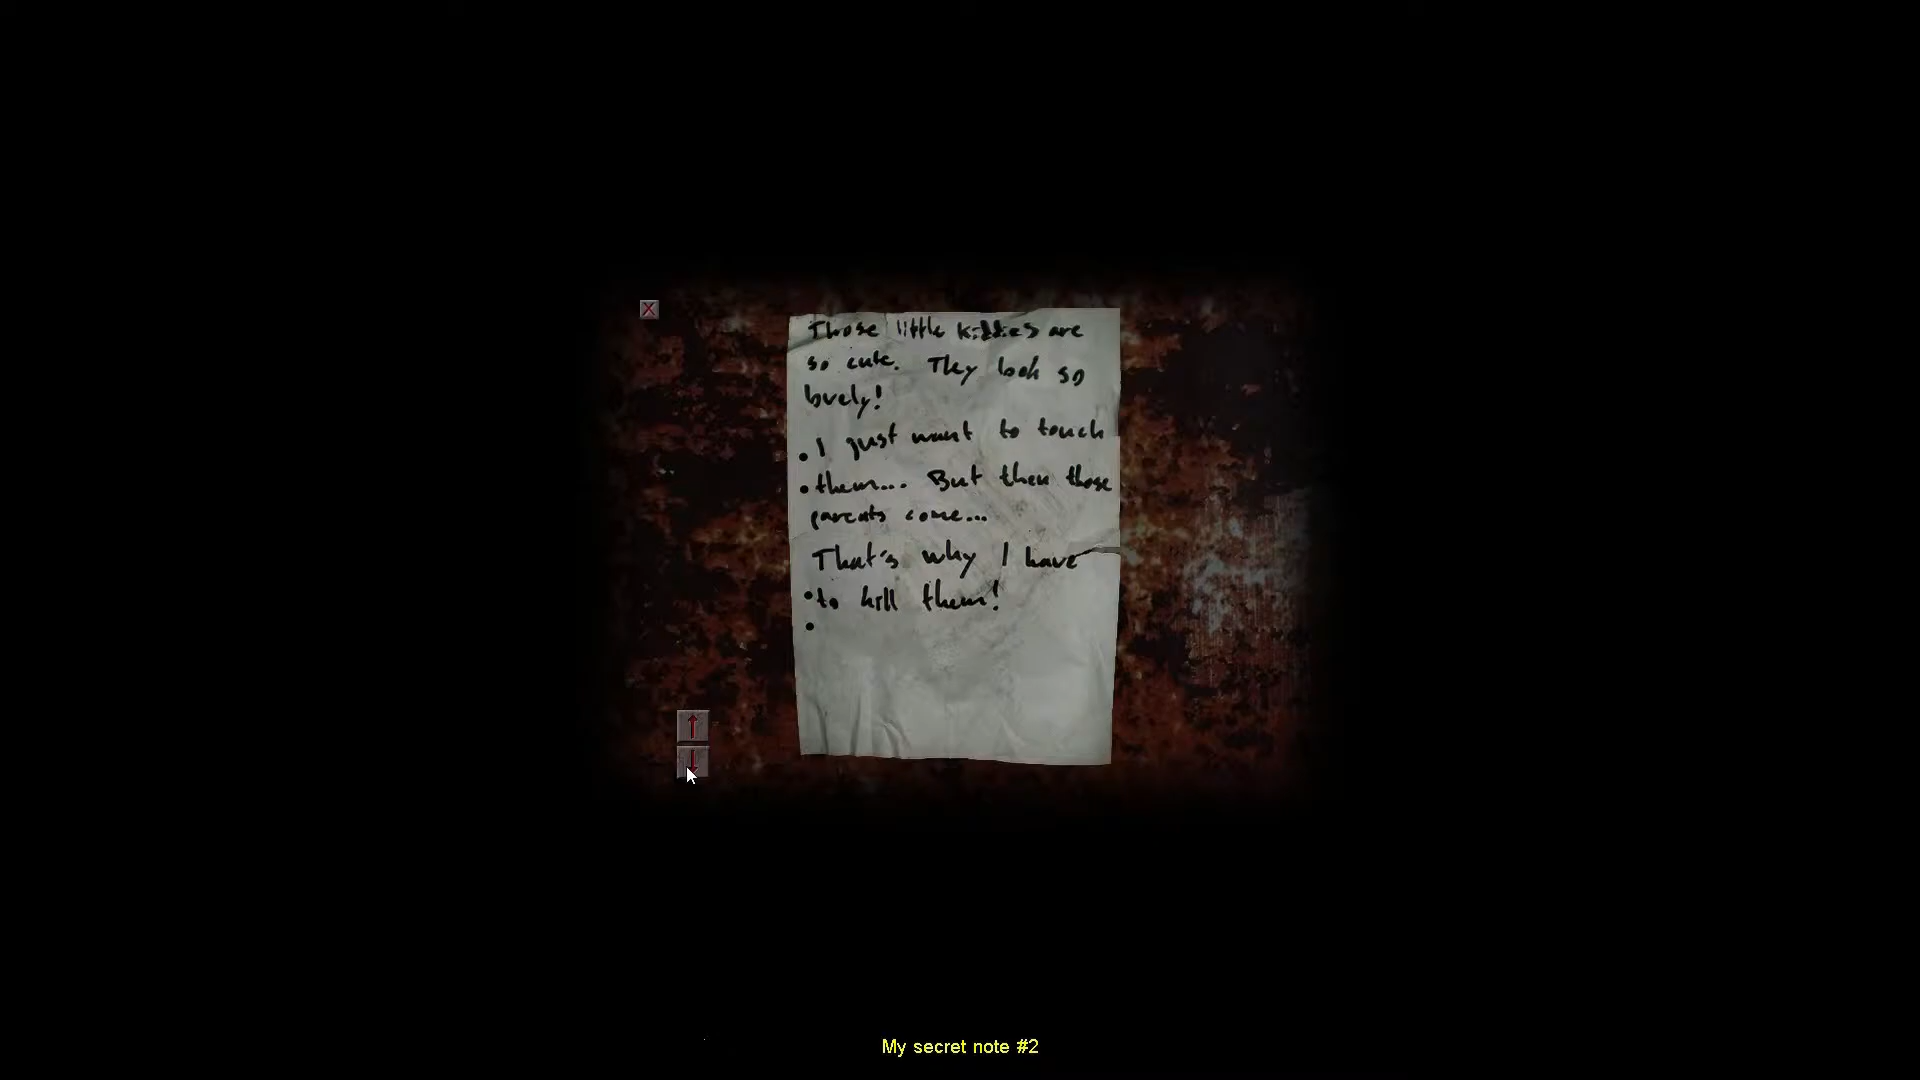 Those little kitties are
so cute. They look so
lovely!
I just want to touch
them... But then those
parents come...
That's why I have
to kill them!
My secret note #2